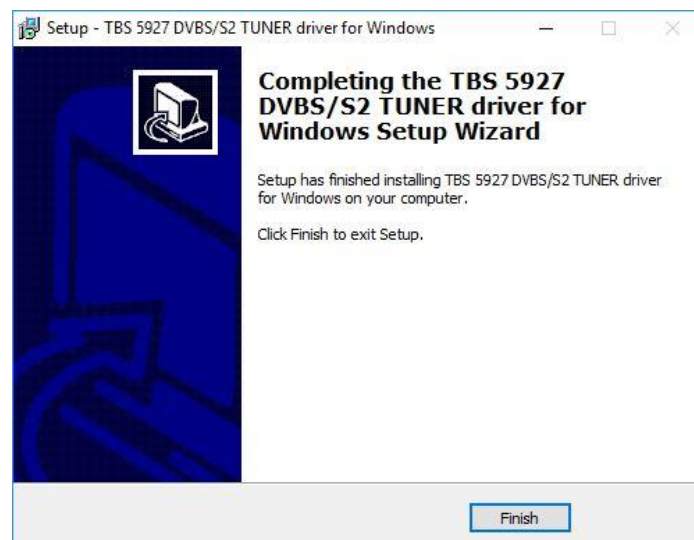 Setup - TBS 5927 DVBS/S2 TUNER driver for Windows
Completing the TBS 5927
DVBS/S2 TUNER driver for
Windows Setup Wizard
Setup has finished installing TBS 5927 DVBS/S2 TUNER driver
for Windows on your computer.
Click Finish to exit Setup.
Finish